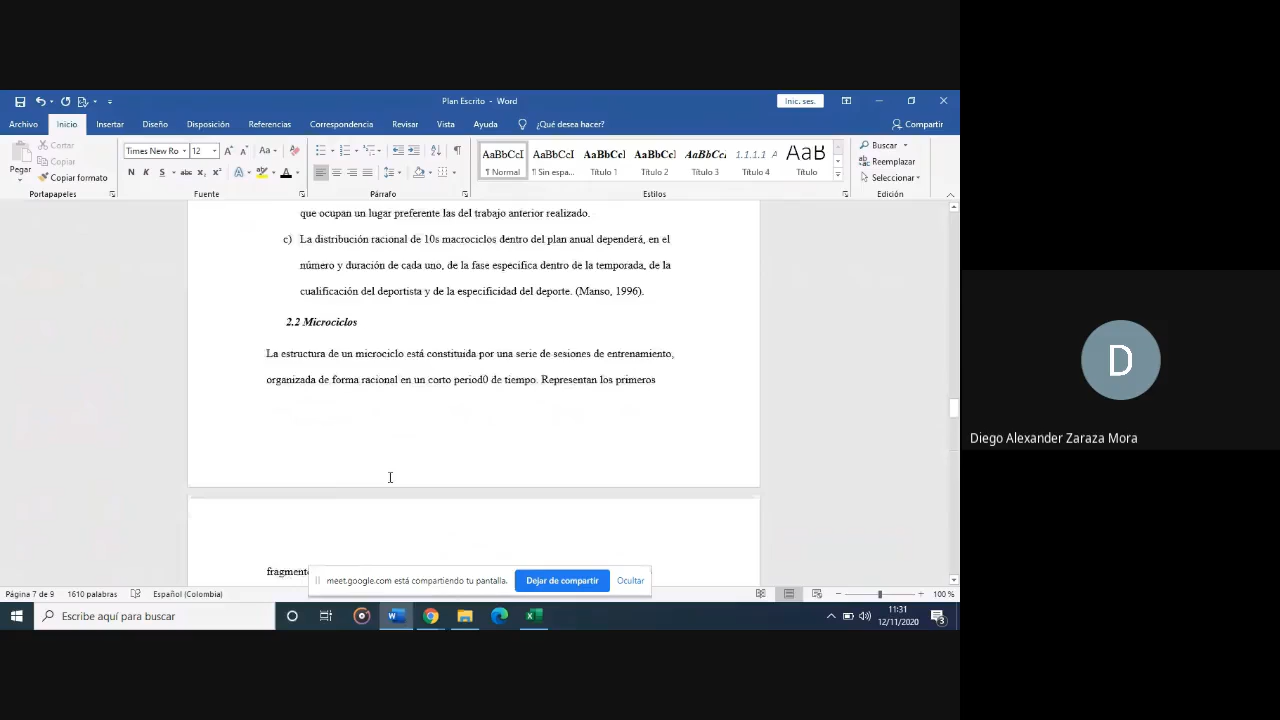 Plan Escrito - Word
Inic. ses.
Archivo Inicio Insertar Diseño Disposición Referencias Correspondencia Revisar Vista Ayuda ¿Qué desea hacer? Compartir
Pegar
Cortar
Copiar
Copiar formato
Times New Ro 12
AaBbCcI AaBbCcI AaBbCcl AaBbCcl AaBbCc. 1.1.1.1 A AaB
¶ Normal ¶ Sin espa... Título 1 Título 2 Título 3 Título 4 Título
Buscar
Reemplazar
Seleccionar
Portapapeles Fuente Párrafo Estilos Edición
que ocupan un lugar preferente las del trabajo anterior realizado.
c) La distribución racional de 10s macrociclos dentro del plan anual dependerá, en el
número y duración de cada uno, de la fase específica dentro de la temporada, de la
cualificación del deportista y de la especificidad del deporte. (Manso, 1996).
2.2 Microciclos
La estructura de un microciclo está constituida por una serie de sesiones de entrenamiento,
organizada de forma racional en un corto period0 de tiempo. Representan los primeros
fragmento
meet.google.com está compartiendo tu pantalla. Dejar de compartir Ocultar
Página 7 de 9 1610 palabras Español (Colombia) 100 %
Escribe aquí para buscar
11:31
12/11/2020
3
D
Diego Alexander Zaraza Mora